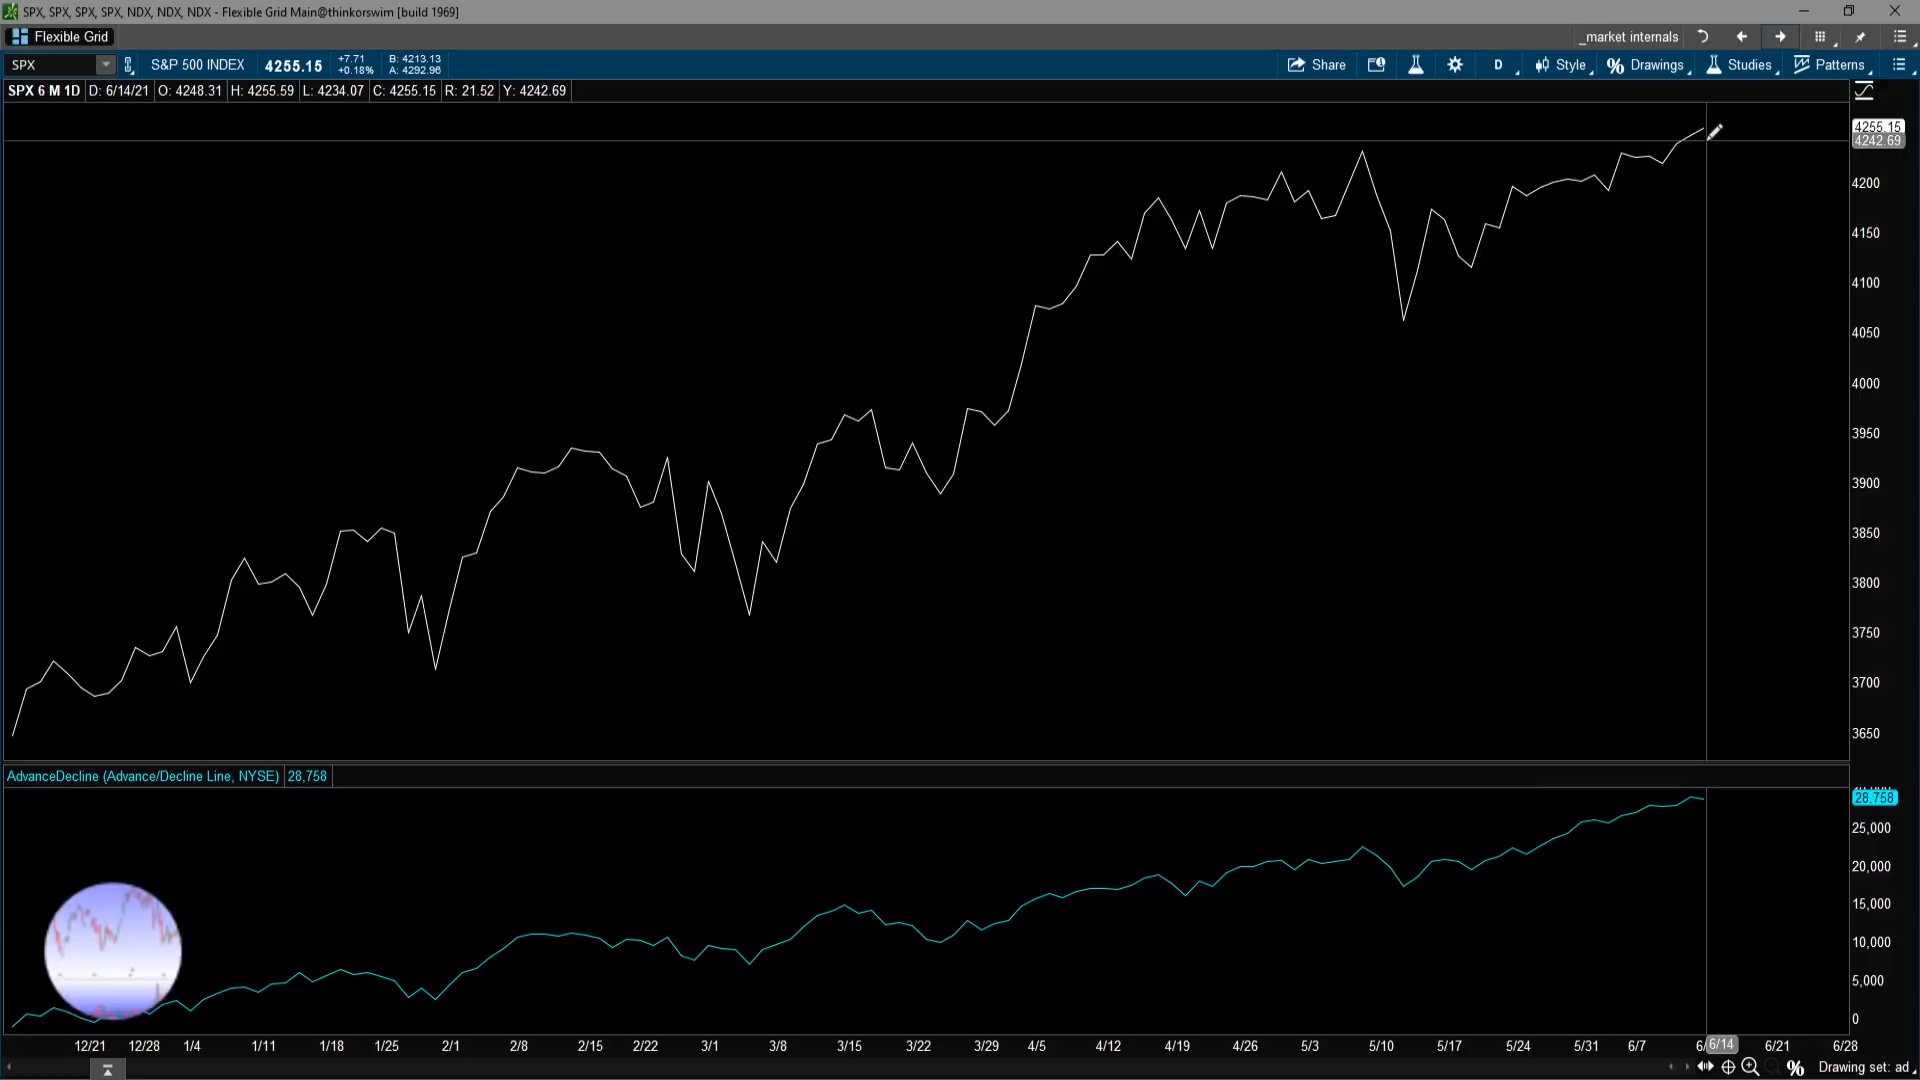 SPX, SPX, SPX, SPX, NDX, NDX, NDX - Flexible Grid Main@thinkorswim [build 1969]
Flexible Grid
_market internals
SPX
S&P 500 INDEX
4255.15
+7.71
+0.18%
B: 4213.13
A: 4292.96
Share
D
Style
Drawings
Studies
Patterns
SPX 6 M 1D
D: 6/14/21
O: 4248.31
H: 4255.59
L: 4234.07
C: 4255.15
R: 21.52
Y: 4242.69
4255.15
4242.69
4200
4150
4100
4050
4000
3950
3900
3850
3800
3750
3700
3650
AdvanceDecline (Advance/Decline Line, NYSE)
28,758
28,758
25,000
20,000
15,000
10,000
5,000
0
12/21 12/28 1/4 1/11 1/18 1/25 2/1 2/8 2/15 2/22 3/1 3/8 3/15 3/22 3/29 4/5 4/12 4/19 4/26 5/3 5/10 5/17 5/24 5/31 6/7 6/14 6/21 6/28
Drawing set: ad